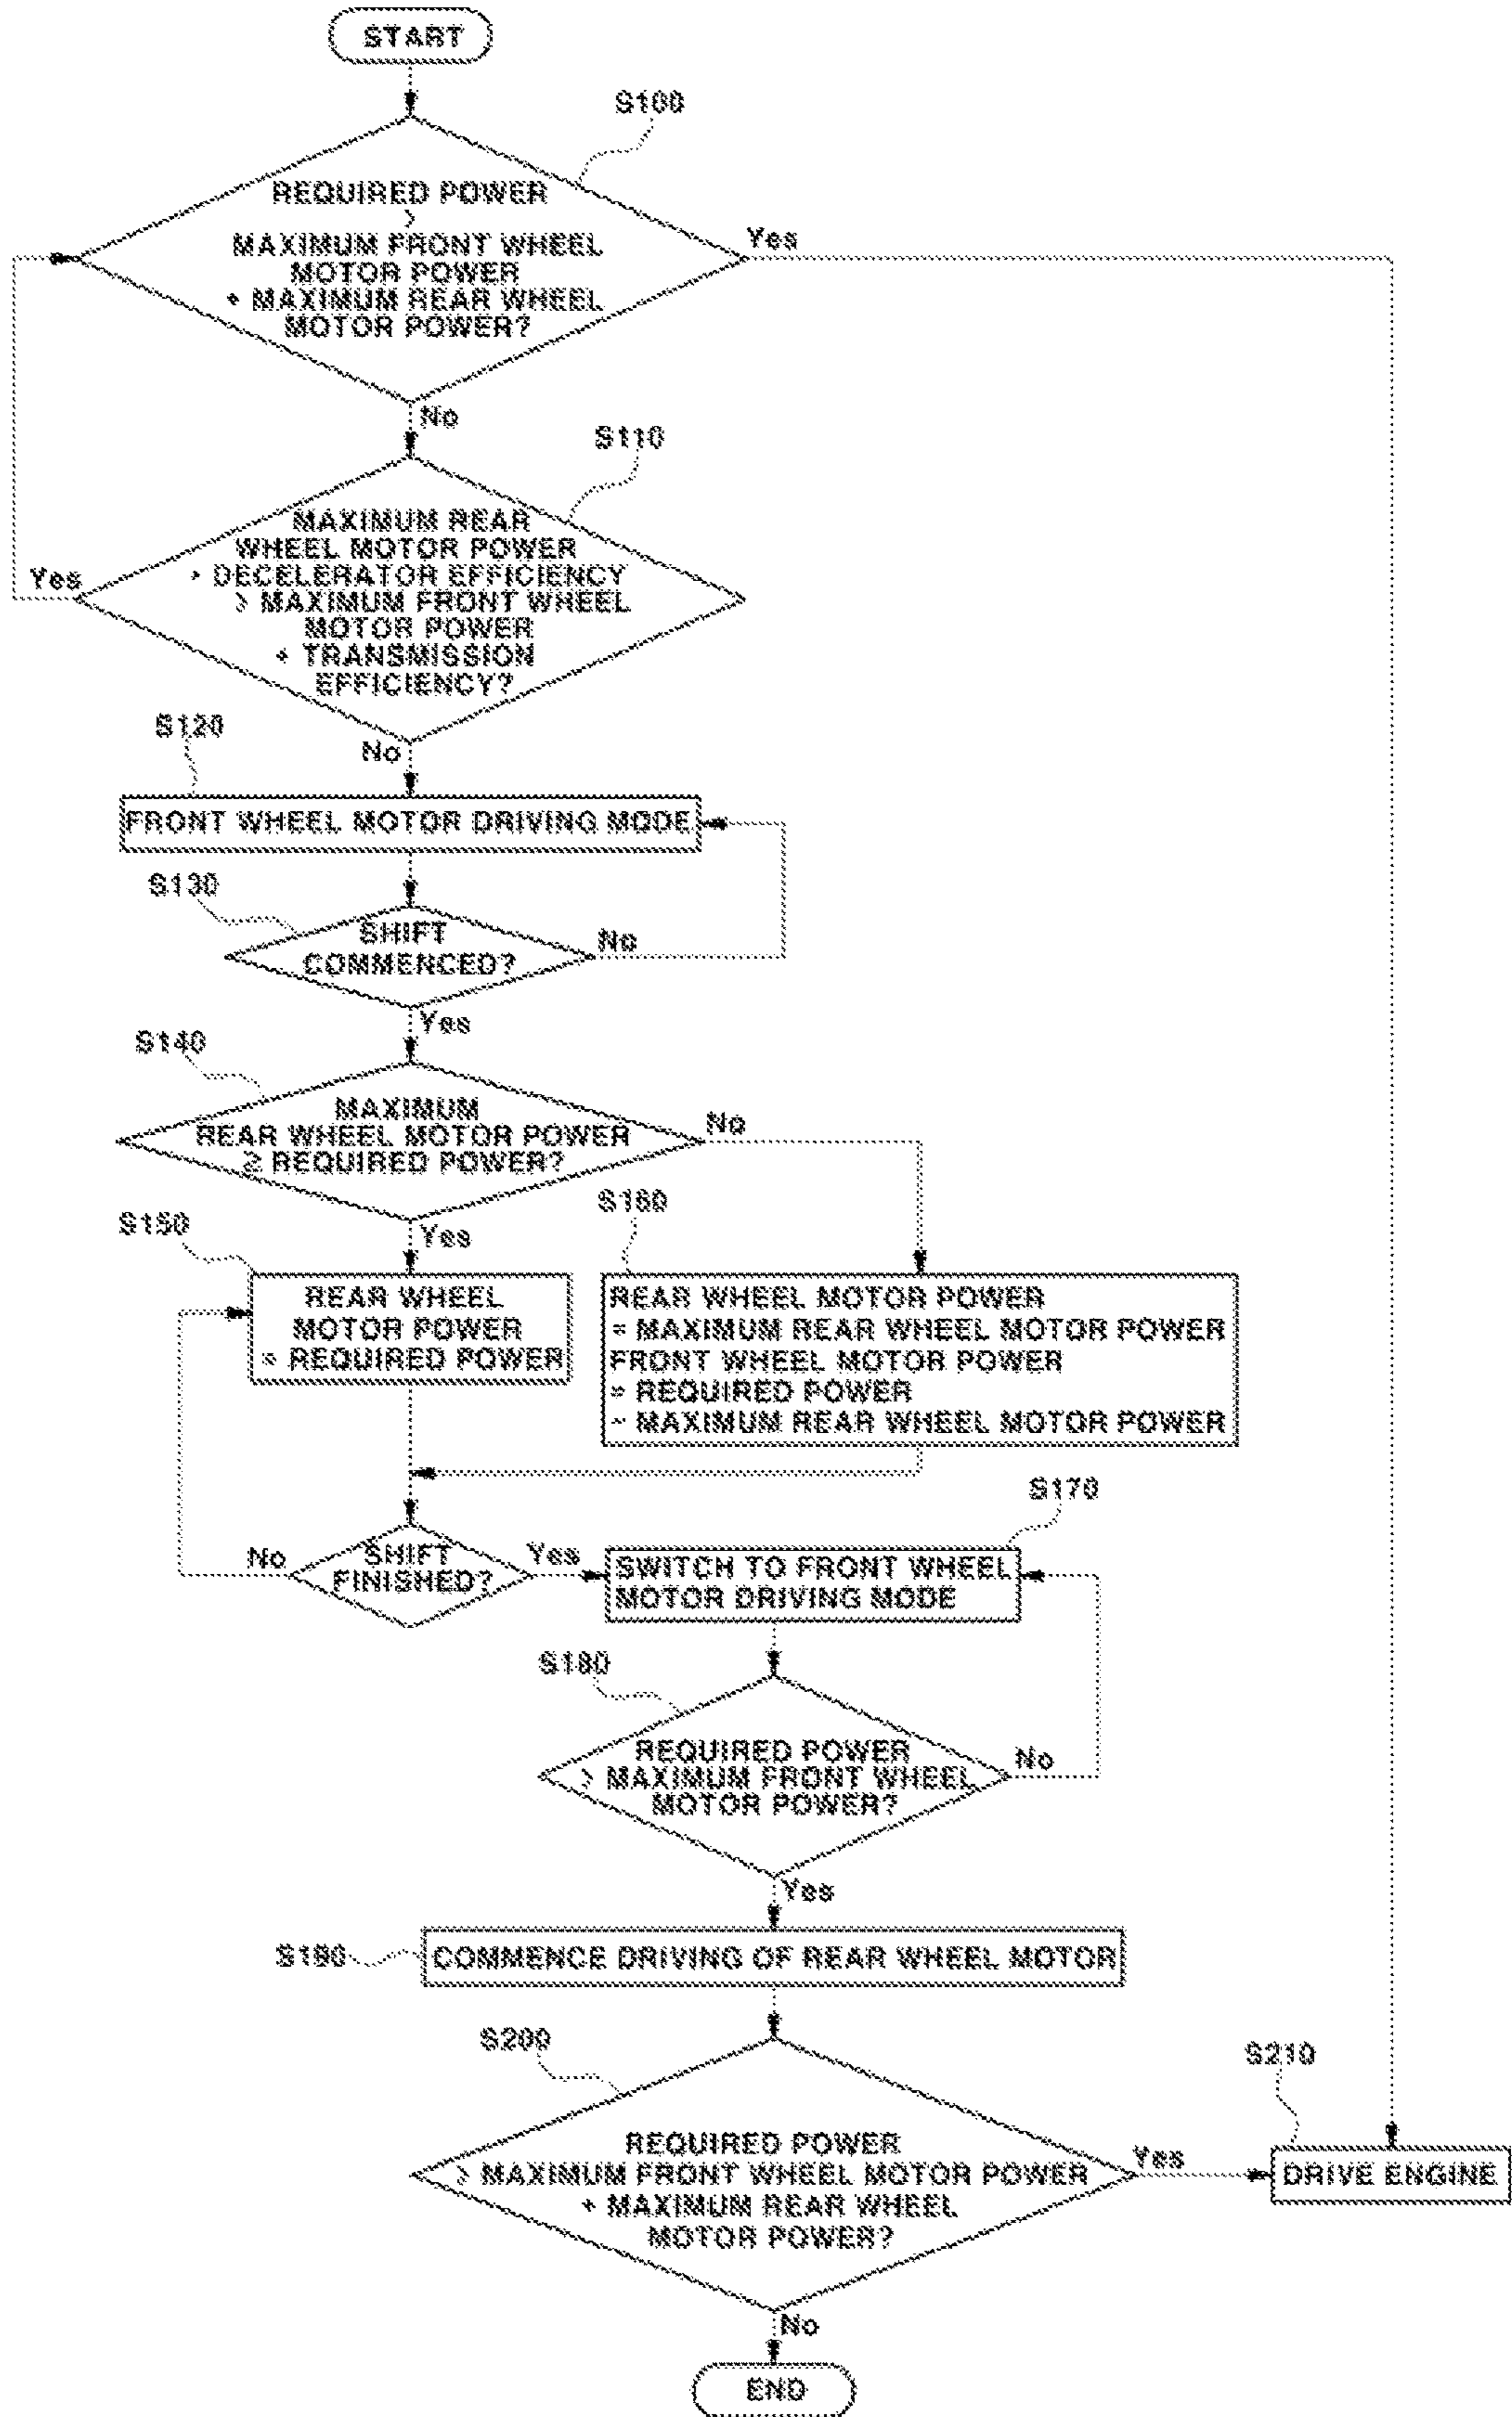 START
S100
REQUIRED POWER
>
MAXIMUM FRONT WHEEL
MOTOR POWER
+ MAXIMUM REAR WHEEL
MOTOR POWER?
Yes
No
S110
MAXIMUM REAR
WHEEL MOTOR POWER
+ DECELERATOR EFFICIENCY
> MAXIMUM FRONT WHEEL
MOTOR POWER
+ TRANSMISSION
EFFICIENCY?
Yes
No
S120
FRONT WHEEL MOTOR DRIVING MODE
S130
SHIFT
COMMENCED?
No
Yes
S140
MAXIMUM
REAR WHEEL MOTOR POWER
≥ REQUIRED POWER?
No
Yes
S150
REAR WHEEL
MOTOR POWER
= REQUIRED POWER
S160
REAR WHEEL MOTOR POWER
= MAXIMUM REAR WHEEL MOTOR POWER
FRONT WHEEL MOTOR POWER
= REQUIRED POWER
- MAXIMUM REAR WHEEL MOTOR POWER
SHIFT
FINISHED?
No
Yes
S170
SWITCH TO FRONT WHEEL
MOTOR DRIVING MODE
S180
REQUIRED POWER
> MAXIMUM FRONT WHEEL
MOTOR POWER?
No
Yes
S190
COMMENCE DRIVING OF REAR WHEEL MOTOR
S200
REQUIRED POWER
> MAXIMUM FRONT WHEEL MOTOR POWER
+ MAXIMUM REAR WHEEL
MOTOR POWER?
Yes
S210
DRIVE ENGINE
No
END